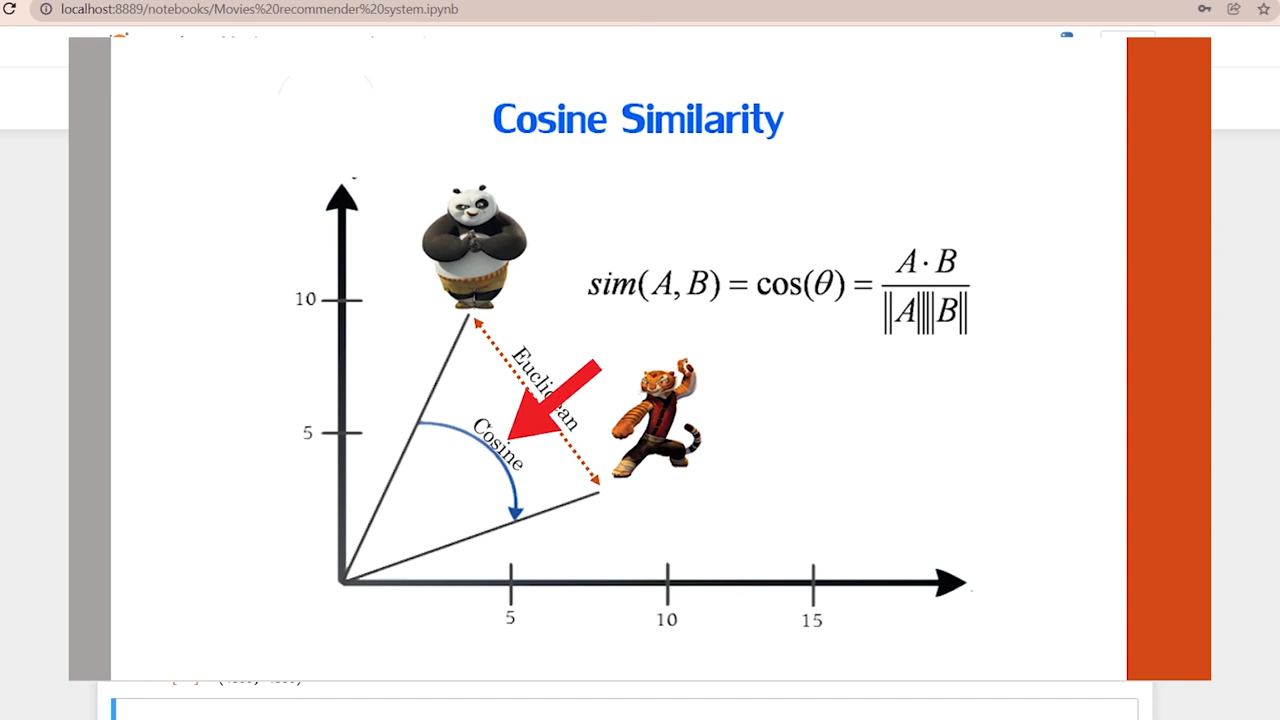 localhost:8889/notebooks/Movies%20recommender%20system.ipynb
Cosine Similarity
sim(A, B) = cos(θ) = A · B / ||A||||B||
10
Euclidean
5
Cosine
5
10
15